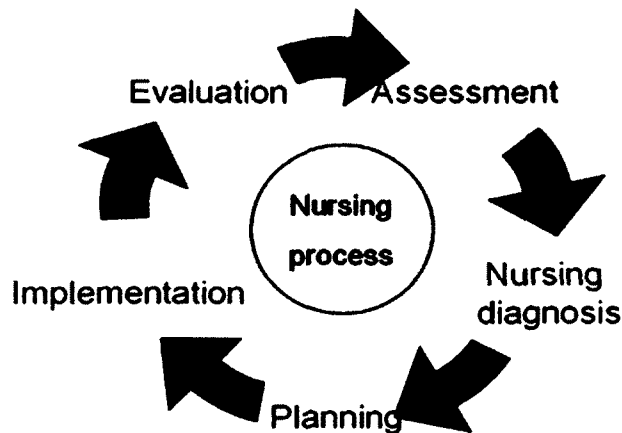 Evaluation
Assessment
Nursing
process
Nursing
diagnosis
Implementation
Planning